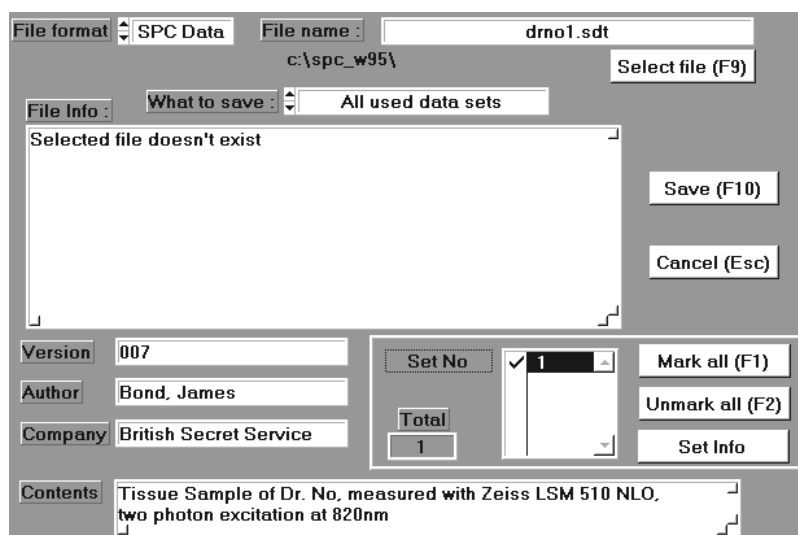 File format SPC Data File name : drno1.sdt
c:\spc_w95\ Select file (F9)
File Info : What to save : All used data sets
Selected file doesn't exist
Save (F10)
Cancel (Esc)
Version 007
Author Bond, James
Company British Secret Service
Set No 1 Mark all (F1)
Total Unmark all (F2)
1 Set Info
Contents Tissue Sample of Dr. No, measured with Zeiss LSM 510 NLO,
two photon excitation at 820nm